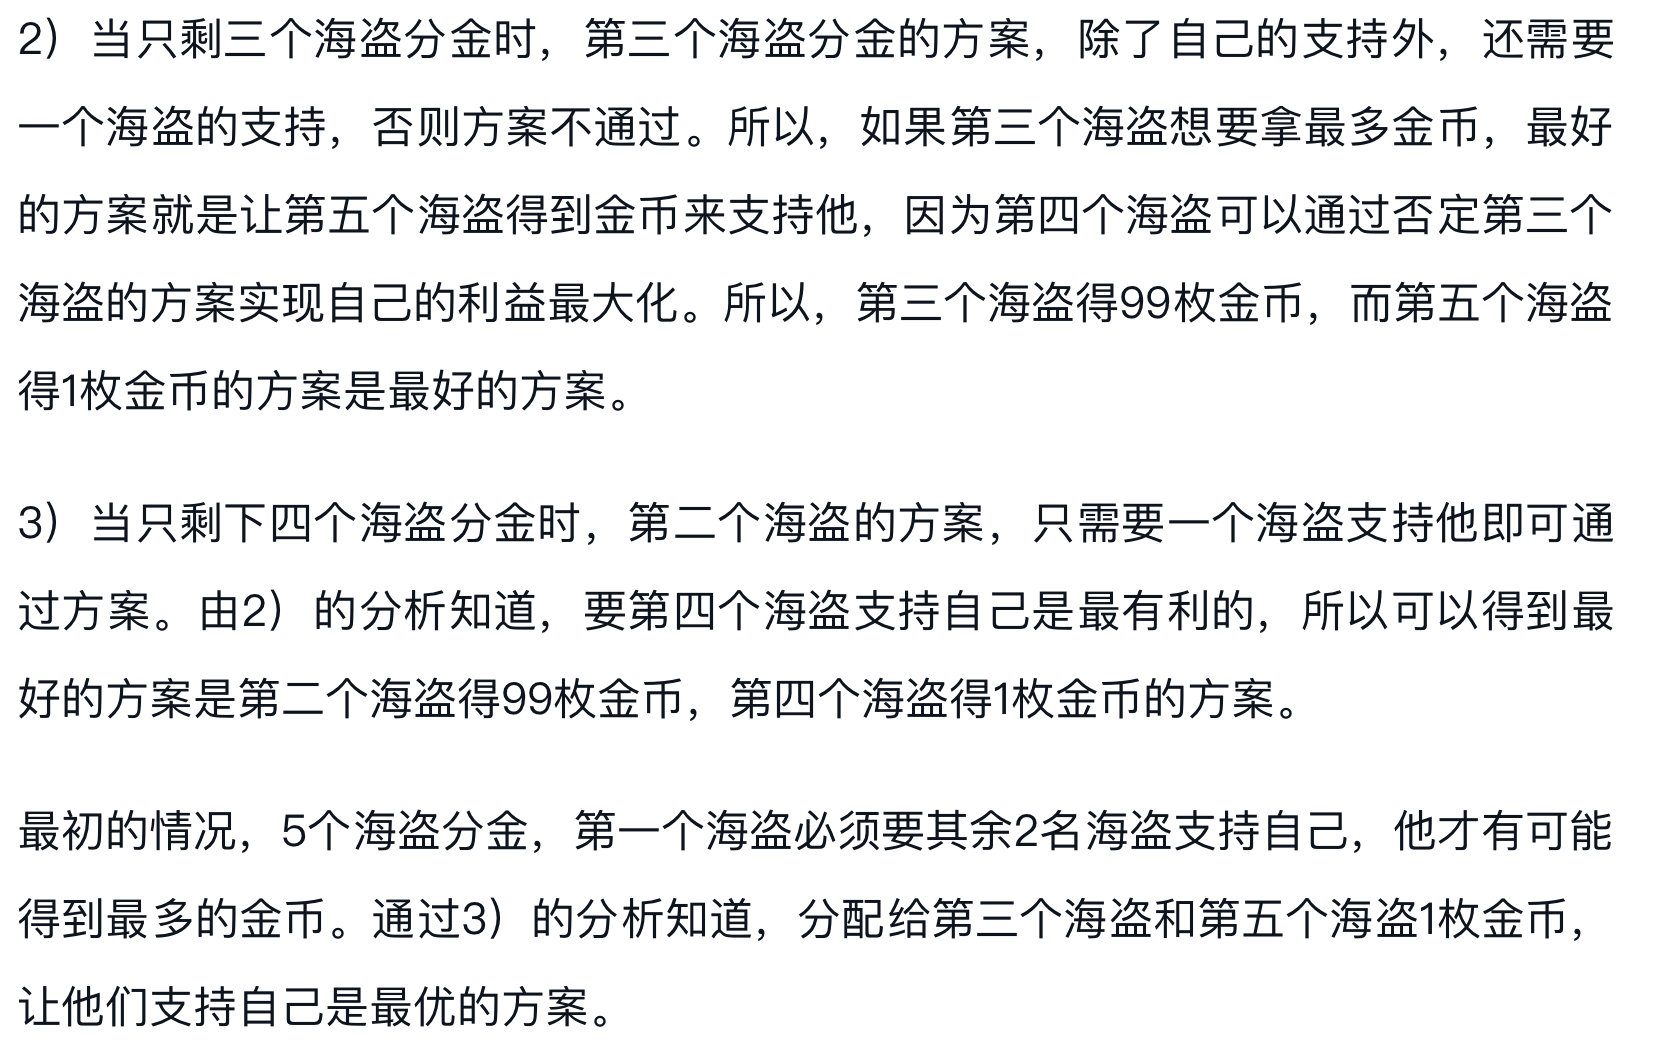 2）当只剩三个海盗分金时，第三个海盗分金的方案，除了自己的支持外，还需要
一个海盗的支持，否则方案不通过。所以，如果第三个海盗想要拿最多金币，最好
的方案就是让第五个海盗得到金币来支持他，因为第四个海盗可以通过否定第三个
海盗的方案实现自己的利益最大化。所以，第三个海盗得99枚金币，而第五个海盗
得1枚金币的方案是最好的方案。
3）当只剩下四个海盗分金时，第二个海盗的方案，只需要一个海盗支持他即可通
过方案。由2）的分析知道，要第四个海盗支持自己是最有利的，所以可以得到最
好的方案是第二个海盗得99枚金币，第四个海盗得1枚金币的方案。
最初的情况，5个海盗分金，第一个海盗必须要其余2名海盗支持自己，他才有可能
得到最多的金币。通过3）的分析知道，分配给第三个海盗和第五个海盗1枚金币，
让他们支持自己是最优的方案。